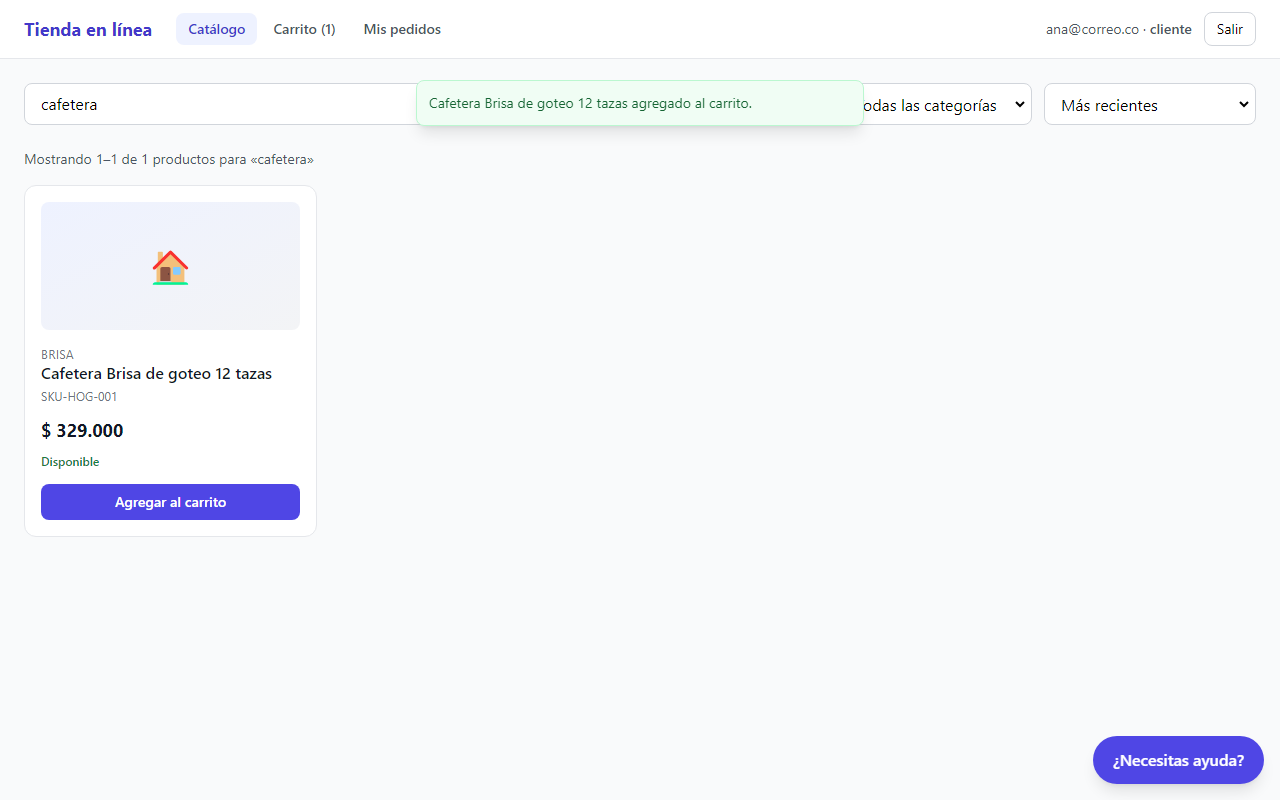 Tienda en línea
Catálogo
Carrito (1)
Mis pedidos
ana@correo.co · cliente
Salir
cafetera
Cafetera Brisa de goteo 12 tazas agregado al carrito.
odas las categorías
Más recientes
Mostrando 1–1 de 1 productos para «cafetera»
BRISA
Cafetera Brisa de goteo 12 tazas
SKU-HOG-001
$ 329.000
Disponible
Agregar al carrito
¿Necesitas ayuda?